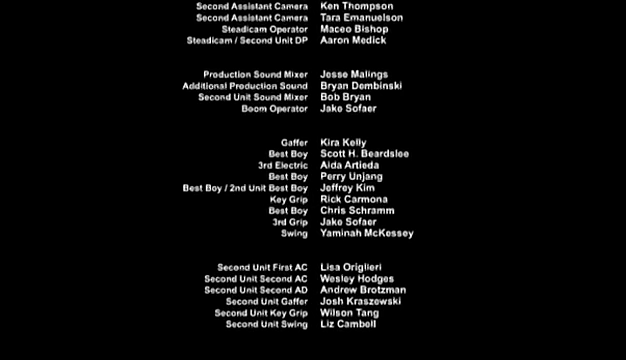 Second Assistant Camera Ken Thompson
Second Assistant Camera Tara Emanuelson
Steadicam Operator Maceo Bishop
Steadicam / Second Unit DP Aaron Medick
Production Sound Mixer Jesse Malings
Additional Production Sound Bryan Dembinski
Second Unit Sound Mixer Bob Bryan
Boom Operator Jake Sofaer
Gaffer Kira Kelly
Best Boy Scott H. Beardslee
3rd Electric Aida Artieda
Best Boy Perry Unjang
Best Boy / 2nd Unit Best Boy Jeffrey Kim
Key Grip Rick Carmona
Best Boy Chris Schramm
3rd Grip Jake Sofaer
Swing Yaminah McKessey
Second Unit First AC Lisa Origlieri
Second Unit Second AC Wesley Hodges
Second Unit Second AD Andrew Brotzman
Second Unit Gaffer Josh Kraszewski
Second Unit Key Grip Wilson Tang
Second Unit Swing Liz Cambell